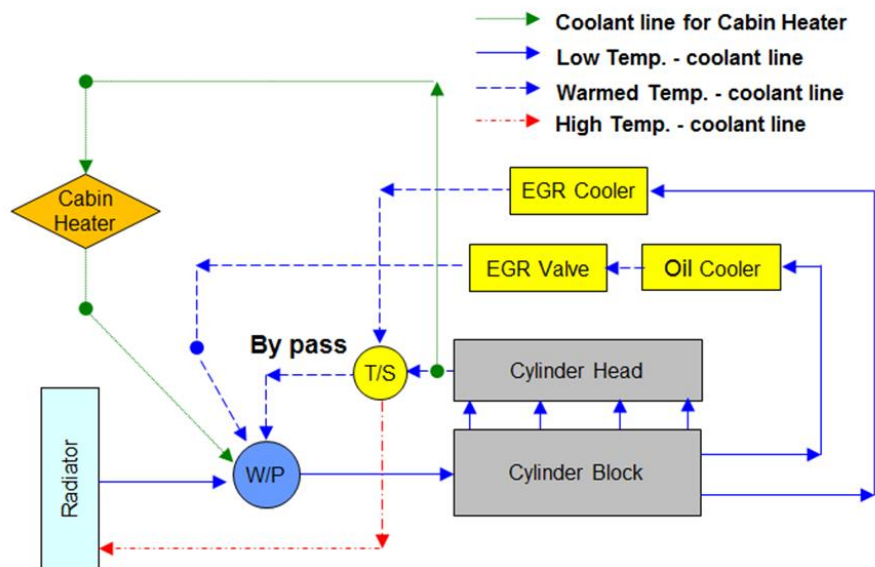 Coolant line for Cabin Heater
Low Temp. - coolant line
Warmed Temp. - coolant line
High Temp. - coolant line
Cabin
Heater
EGR Cooler
EGR Valve
Oil Cooler
By pass
T/S
Cylinder Head
W/P
Cylinder Block
Radiator